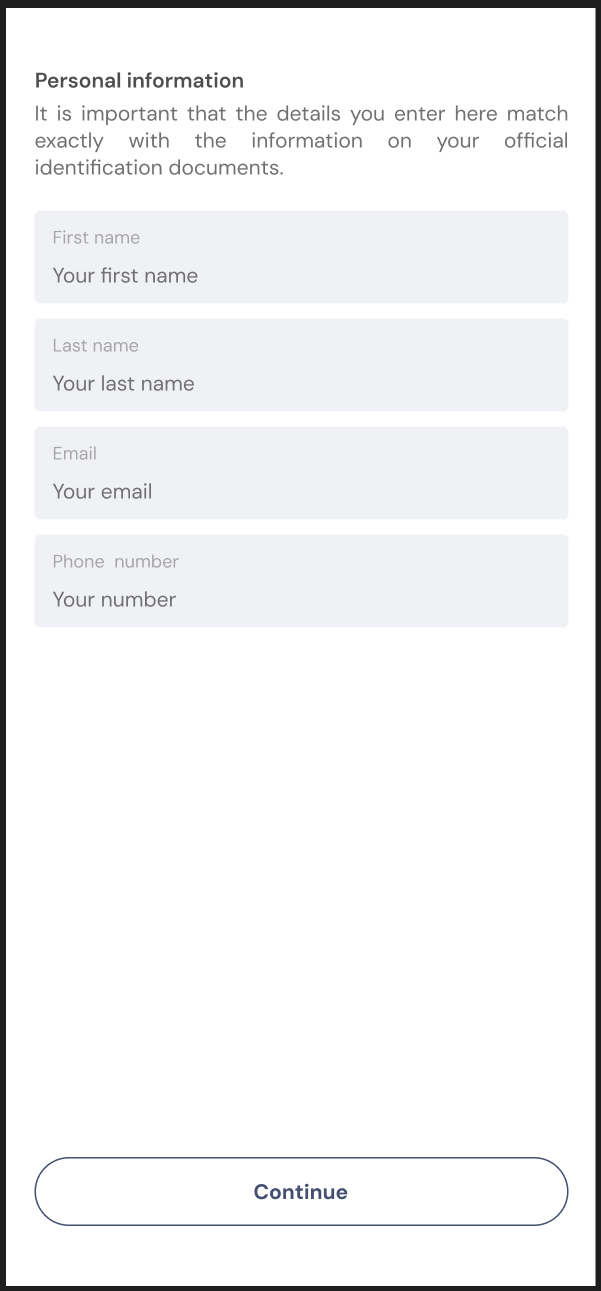 Personal information
It is important that the details you enter here match
exactly with the information on your official
identification documents.
First name
Your first name
Last name
Your last name
Email
Your email
Phone  number
Your number
Continue